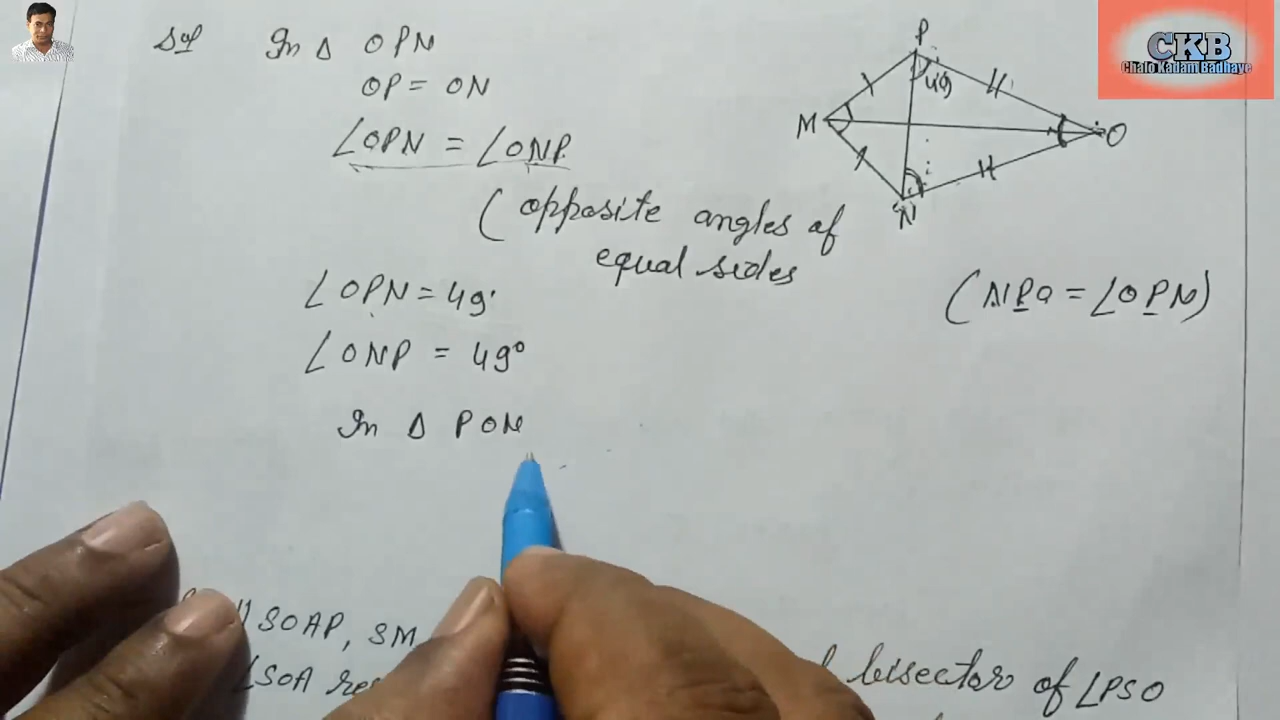 Sol In Δ OPN
OP = ON
∠OPN = ∠ONP
(opposite angles of
equal sides
∠OPN = 49°
∠ONP = 49°
In Δ PON
P
49
M
O
N
(NPO = ∠OPN)
CKB
Chalo Kadam Badhaye
SOAP, SM
∠SOA
bisector of ∠PSO